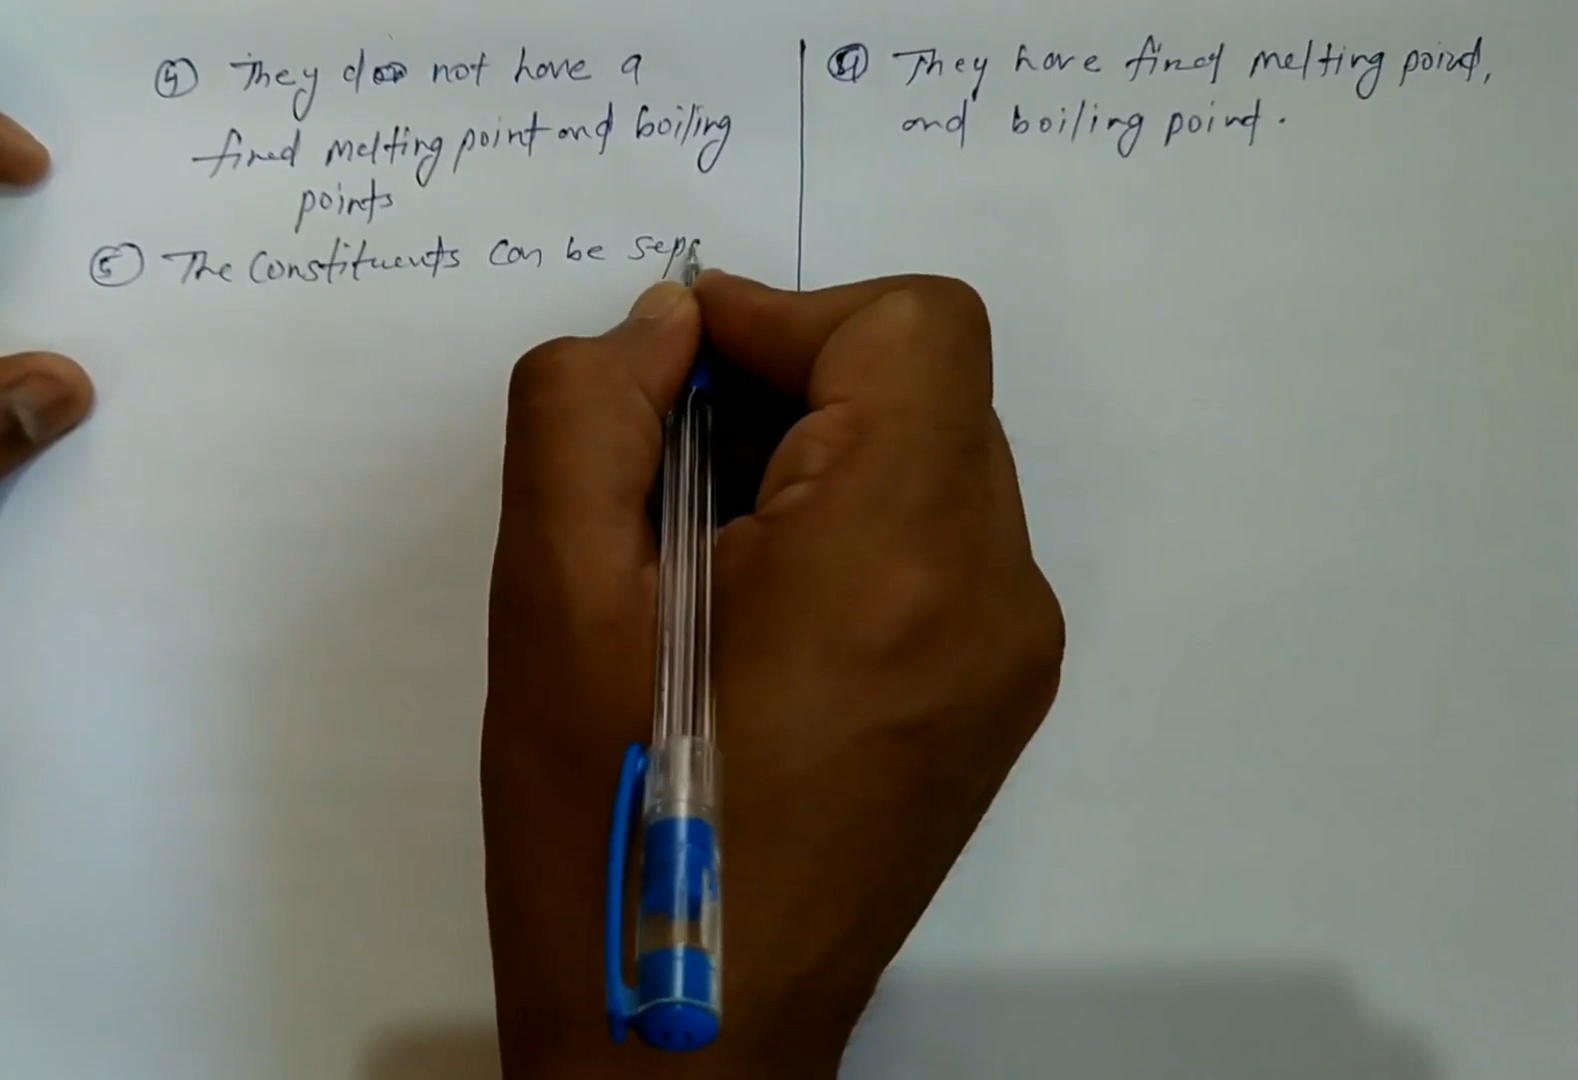 ④ They do not have a
fixed melting point and boiling
points
⑤ The Constituents can be sepa
④ They have fixed melting point,
and boiling point.